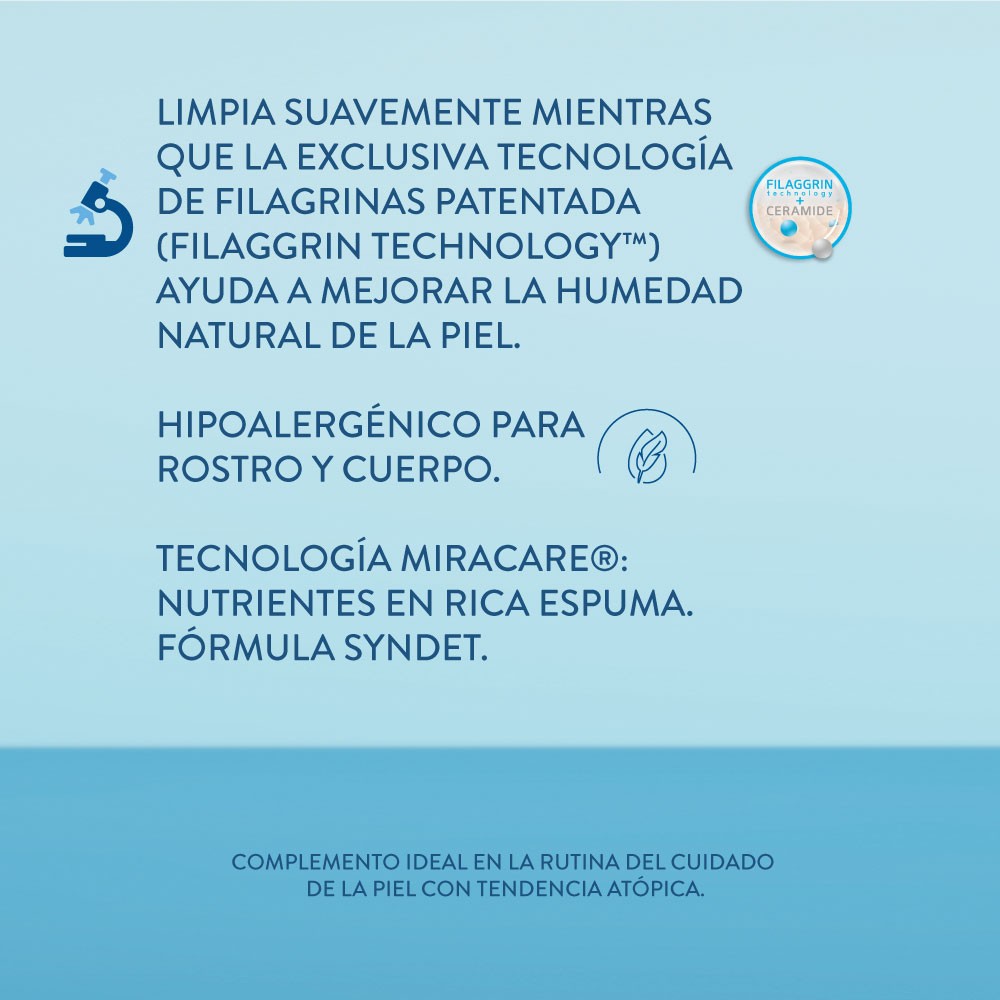 LIMPIA SUAVEMENTE MIENTRAS
QUE LA EXCLUSIVA TECNOLOGÍA
DE FILAGRINAS PATENTADA
(FILAGGRIN TECHNOLOGY™)
AYUDA A MEJORAR LA HUMEDAD
NATURAL DE LA PIEL.
FILAGGRIN
technology
+
CERAMIDE
HIPOALERGÉNICO PARA
ROSTRO Y CUERPO.
TECNOLOGÍA MIRACARE®:
NUTRIENTES EN RICA ESPUMA.
FÓRMULA SYNDET.
COMPLEMENTO IDEAL EN LA RUTINA DEL CUIDADO
DE LA PIEL CON TENDENCIA ATÓPICA.